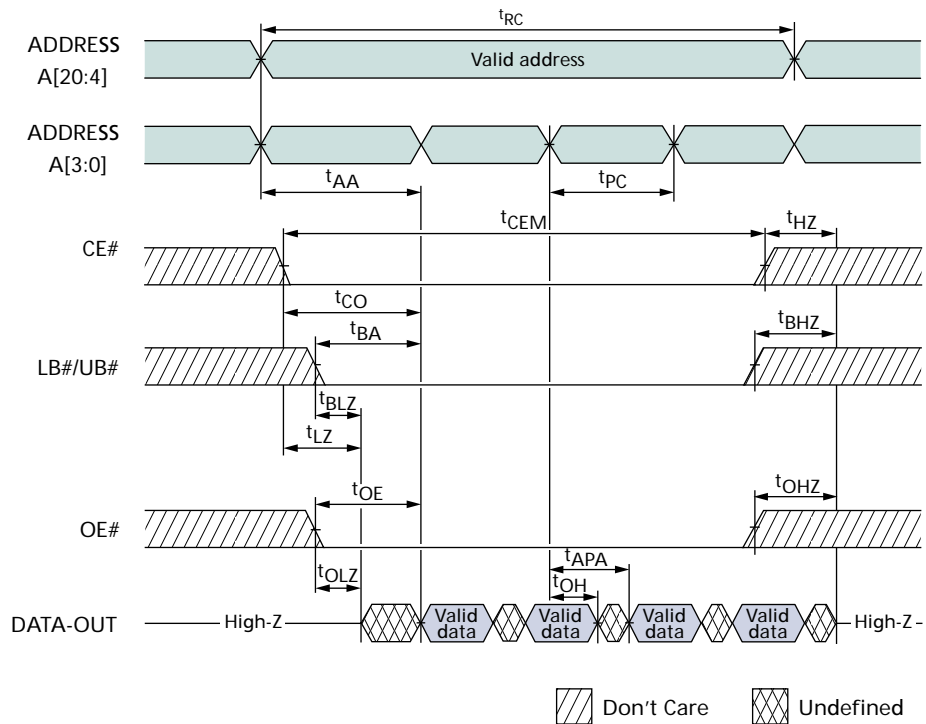 tRC
ADDRESS
A[20:4]
Valid address
ADDRESS
A[3:0]
tAA
tPC
CE#
tCEM
tHZ
tCO
tBA
tBHZ
LB#/UB#
tBLZ
tLZ
tOE
tOHZ
OE#
tAPA
tOLZ
tOH
DATA-OUT
High-Z
Valid
data
Valid
data
Valid
data
Valid
data
High-Z
Don't Care
Undefined